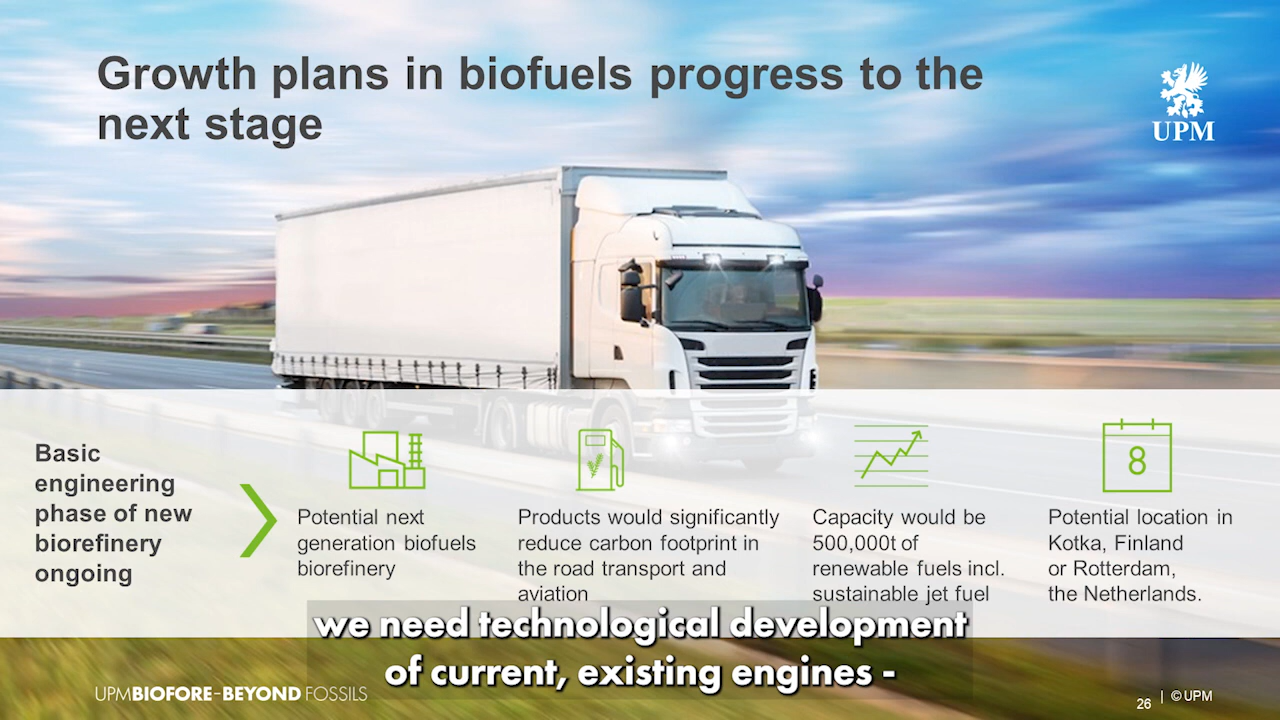 Growth plans in biofuels progress to the
next stage
UPM
Basic
engineering
phase of new
biorefinery
ongoing
Potential next
generation biofuels
biorefinery
Products would significantly
reduce carbon footprint in
the road transport and
aviation
Capacity would be
500,000t of
renewable fuels incl.
sustainable jet fuel
8
Potential location in
Kotka, Finland
or Rotterdam,
the Netherlands.
we need technological development
of current, existing engines -
UPMBIOFORE–BEYOND FOSSILS
26 | © UPM